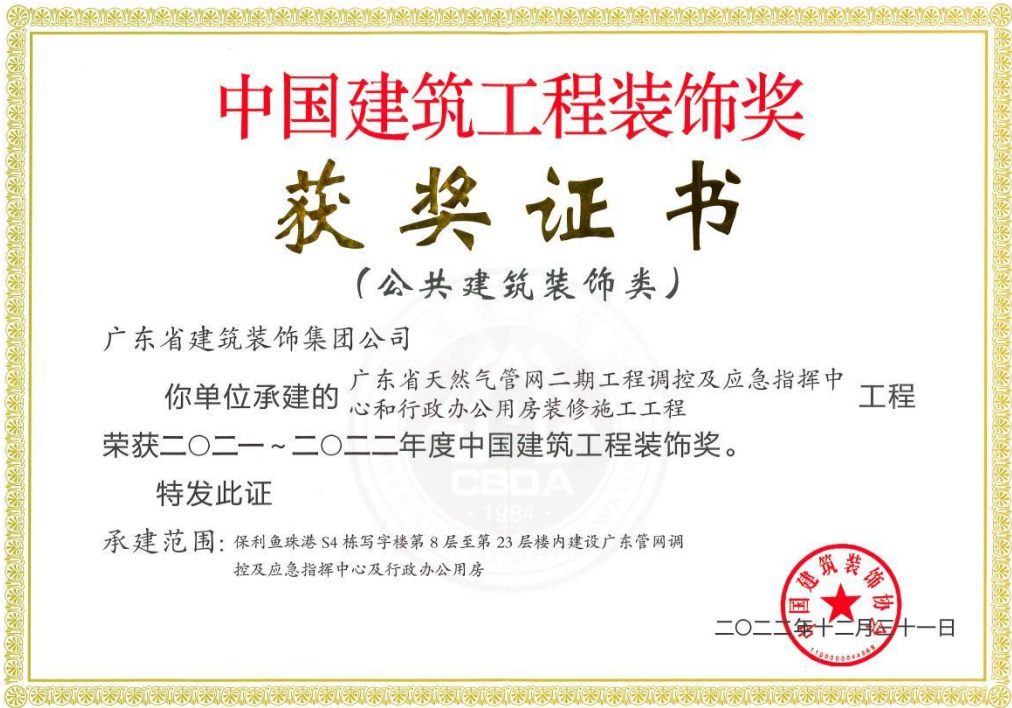 中国建筑工程装饰奖
获奖证书
(公共建筑装饰类)
广东省建筑装饰集团公司
你单位承建的 广东省天然气管网二期工程调控及应急指挥中
心和行政办公用房装修施工工程 工程
荣获二〇二一~二〇二二年度中国建筑工程装饰奖。
特发此证
承建范围: 保利鱼珠港 S4 栋写字楼第 8 层至第 23 层楼内建设广东管网调
控及应急指挥中心及行政办公用房
CBDA
·1984·
中国建筑装饰协会
二〇二二年十二月三十一日